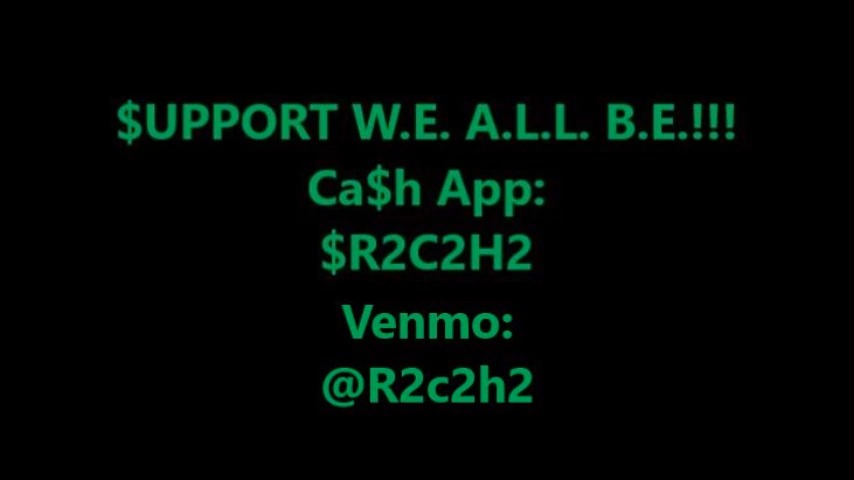 $UPPORT W.E. A.L.L. B.E.!!!
Ca$h App:
$R2C2H2
Venmo:
@R2c2h2